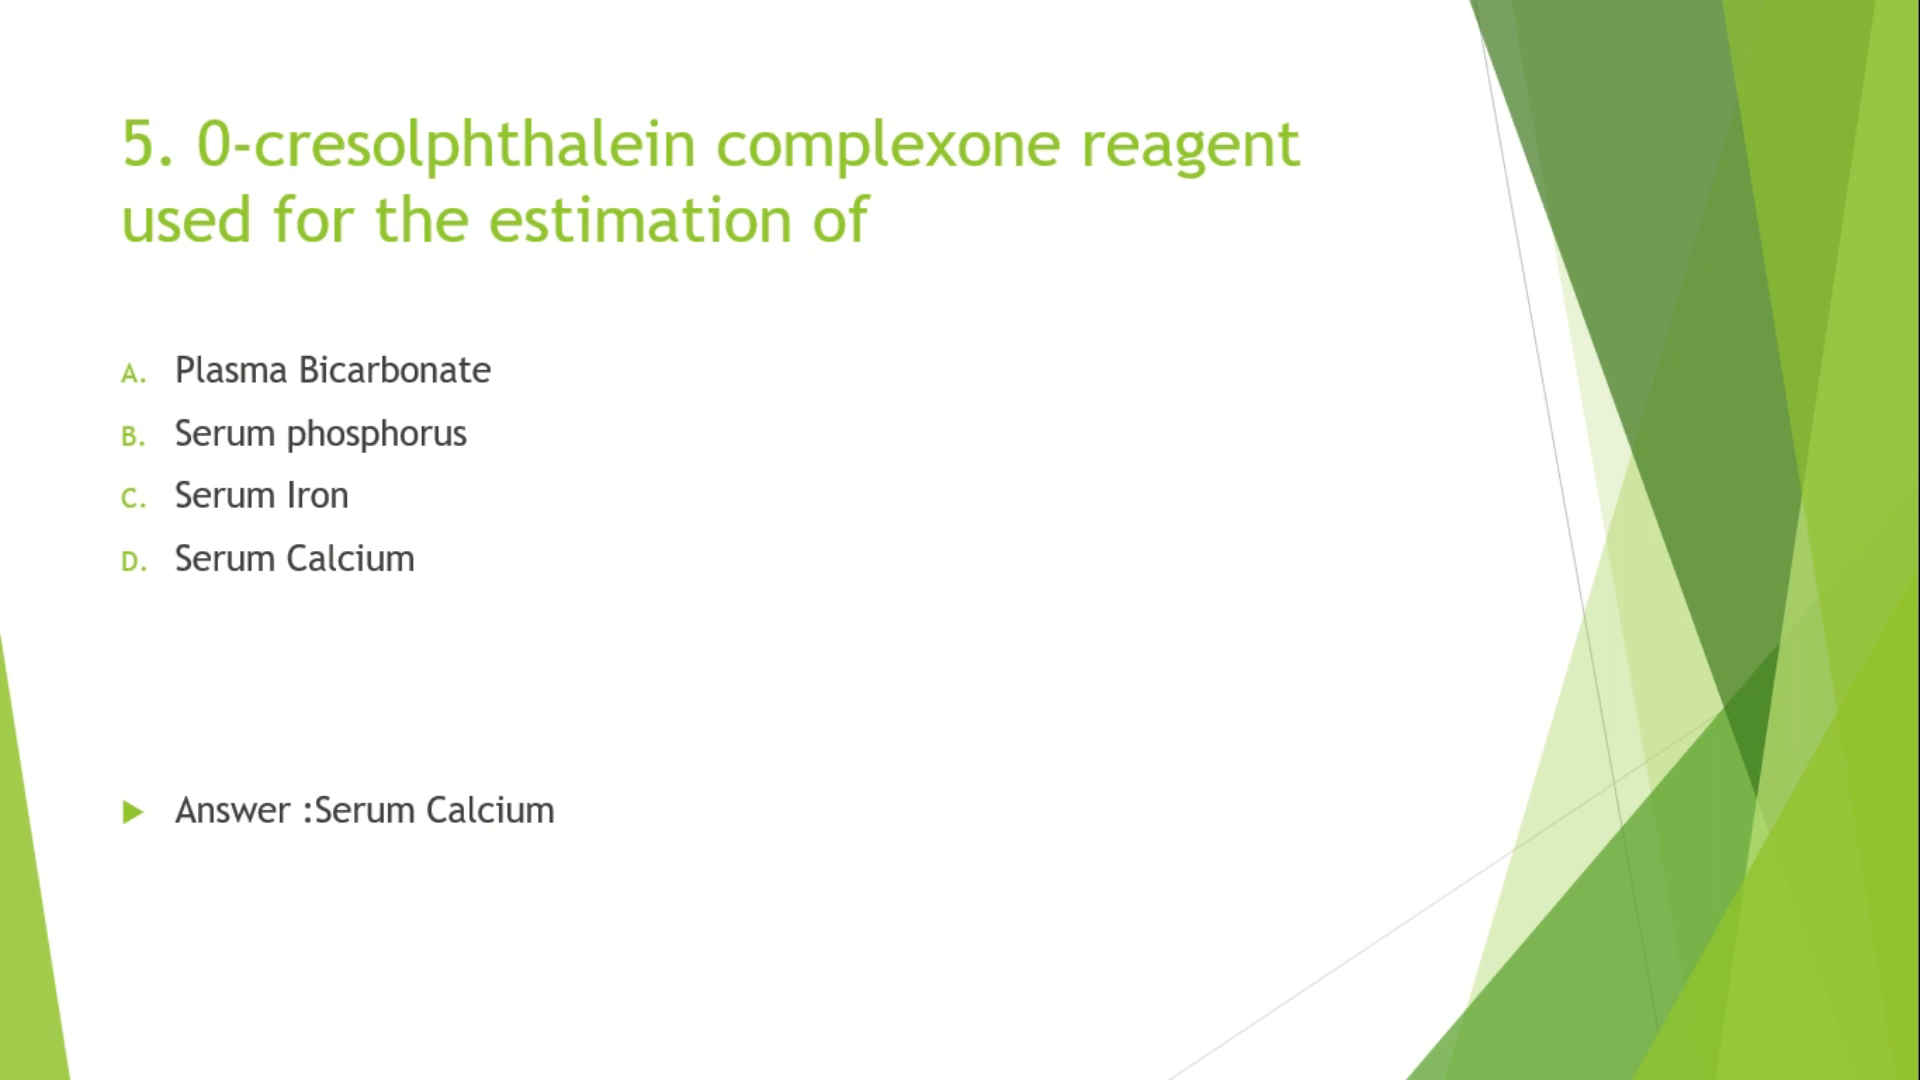 5. 0-cresolphthalein complexone reagent
used for the estimation of
A. Plasma Bicarbonate
B. Serum phosphorus
C. Serum Iron
D. Serum Calcium
Answer :Serum Calcium